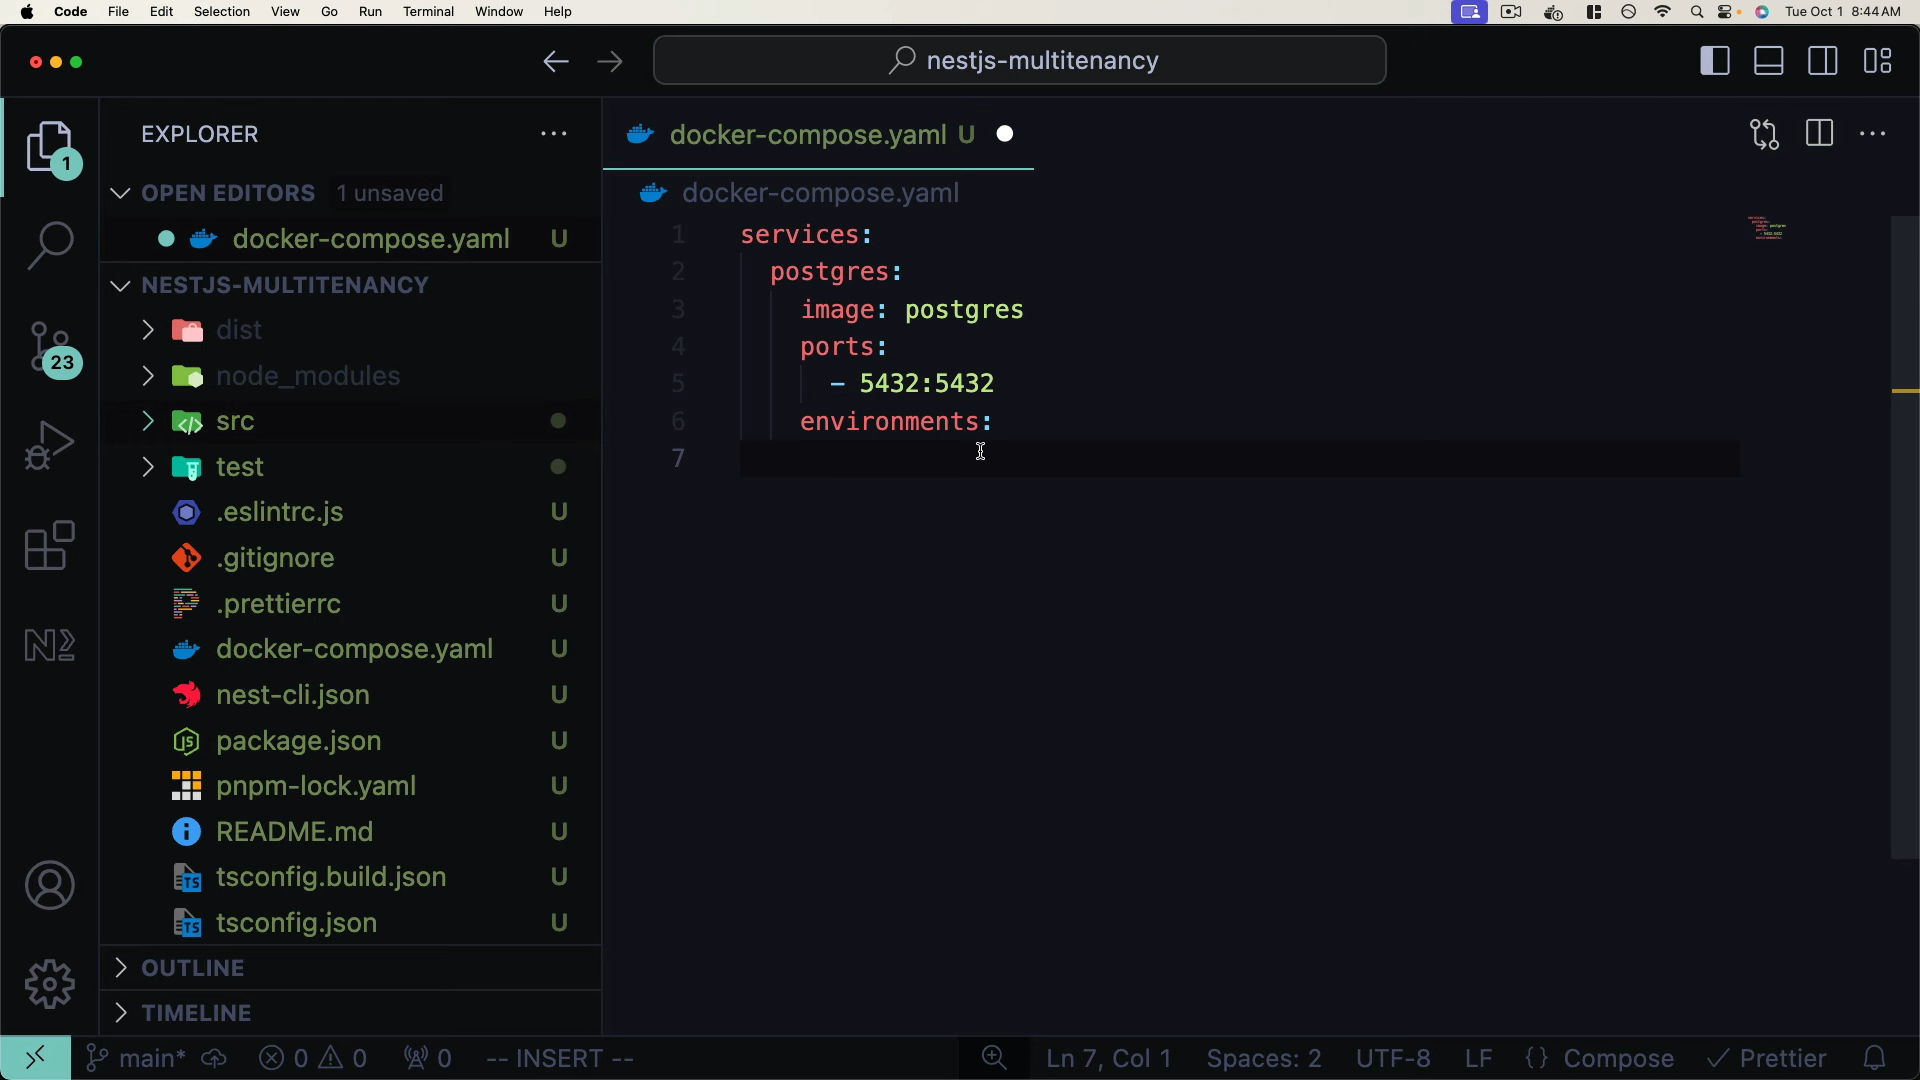 Code File Edit Selection View Go Run Terminal Window Help Tue Oct 1 8:44 AM
nestjs-multitenancy
EXPLORER
docker-compose.yaml U
1
OPEN EDITORS 1 unsaved
docker-compose.yaml
docker-compose.yaml U
1 services:
2 postgres:
3 image: postgres
4 ports:
5 - 5432:5432
6 environments:
7
NESTJS-MULTITENANCY
dist
23
node_modules
src
test
.eslintrc.js U
.gitignore U
.prettierrc U
docker-compose.yaml U
nest-cli.json U
package.json U
pnpm-lock.yaml U
README.md U
tsconfig.build.json U
tsconfig.json U
OUTLINE
TIMELINE
main* 0 0 0 -- INSERT -- Ln 7, Col 1 Spaces: 2 UTF-8 LF {} Compose Prettier